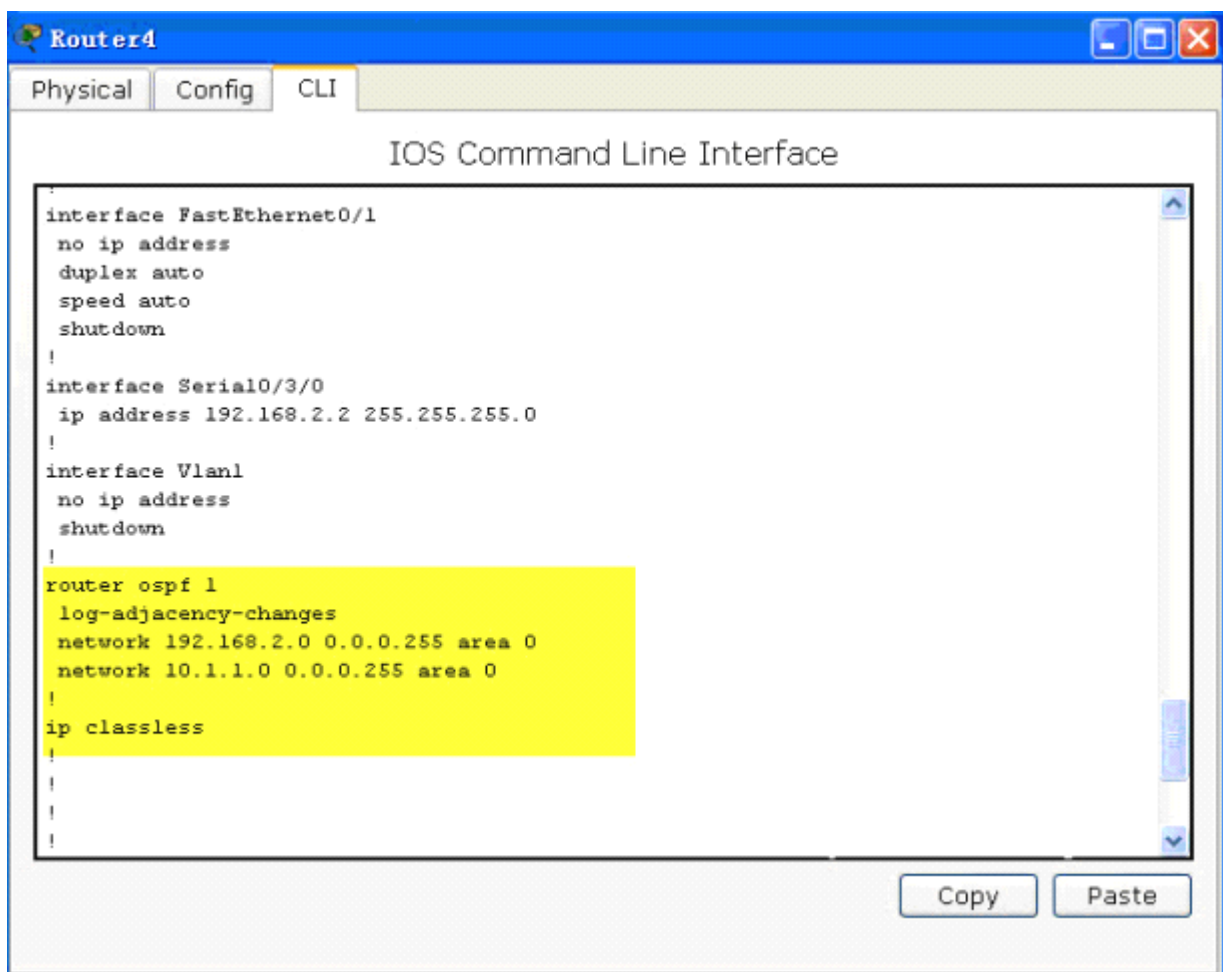 Router4
Physical Config CLI
IOS Command Line Interface
!
interface FastEthernet0/1
 no ip address
 duplex auto
 speed auto
 shutdown
!
interface Serial0/3/0
 ip address 192.168.2.2 255.255.255.0
!
interface Vlan1
 no ip address
 shutdown
!
router ospf 1
 log-adjacency-changes
 network 192.168.2.0 0.0.0.255 area 0
 network 10.1.1.0 0.0.0.255 area 0
!
ip classless
!
!
!
!
Copy Paste